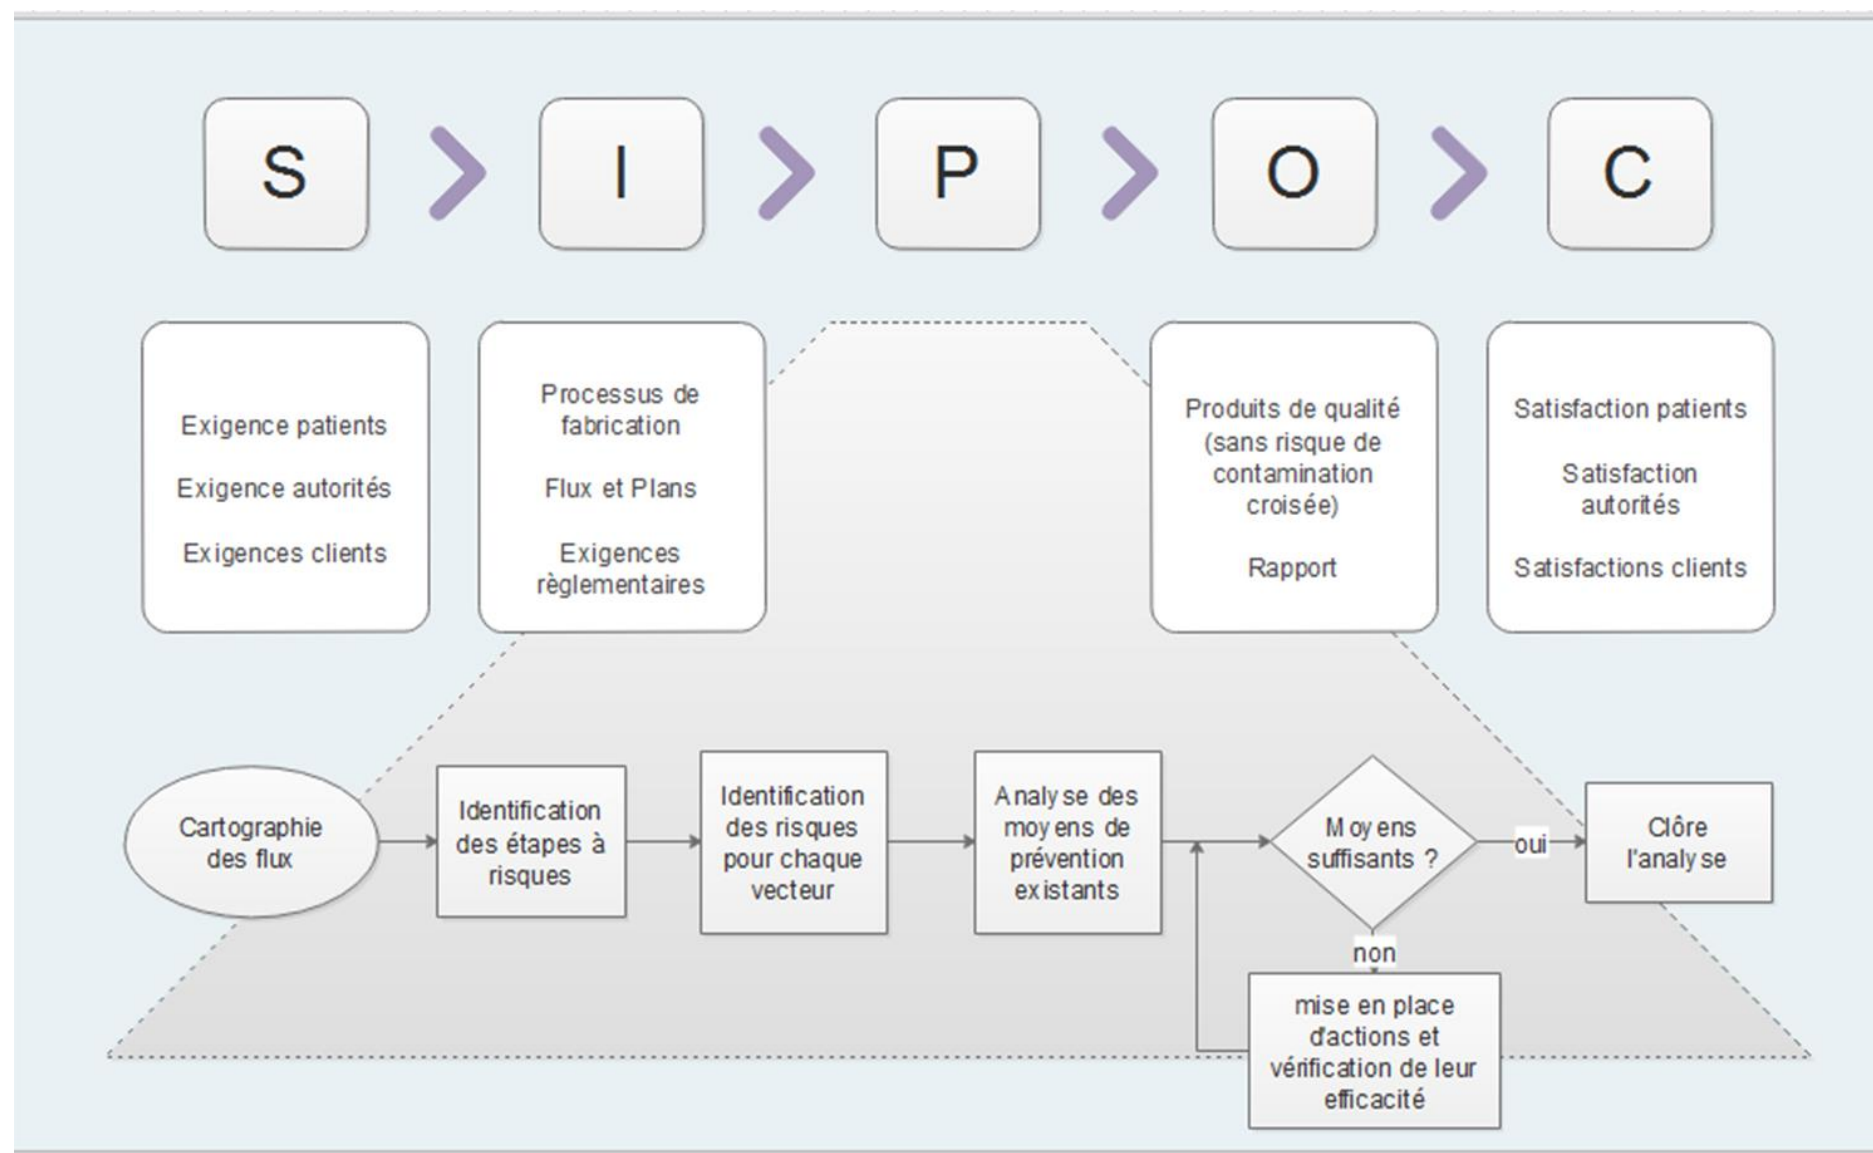 S
I
P
O
C
Exigence patients
Exigence autorités
Exigences clients
Processus de
fabrication
Flux et Plans
Exigences
règlementaires
Produits de qualité
(sans risque de
contamination
croisée)
Rapport
Satisfaction patients
Satisfaction
autorités
Satisfactions clients
Cartographie
des flux
Identification
des étapes à
risques
Identification
des risques
pour chaque
vecteur
Analyse des
moyens de
prévention
existants
Moyens
suffisants ?
oui
Clôre
l'analyse
non
mise en place
d'actions et
vérification de leur
efficacité